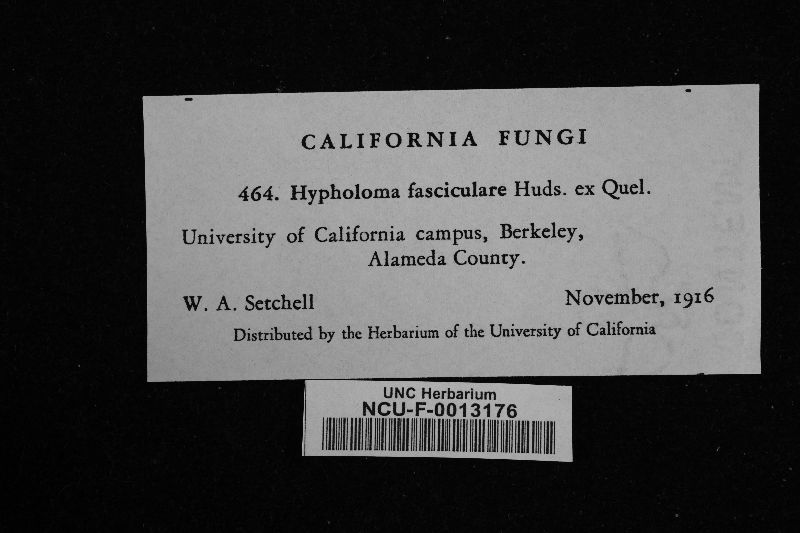 CALIFORNIA FUNGI
464. Hypholoma fasciculare Huds. ex Quel.
University of California campus, Berkeley,
Alameda County.
W. A. Setchell November, 1916
Distributed by the Herbarium of the University of California
UNC Herbarium
NCU-F-0013176